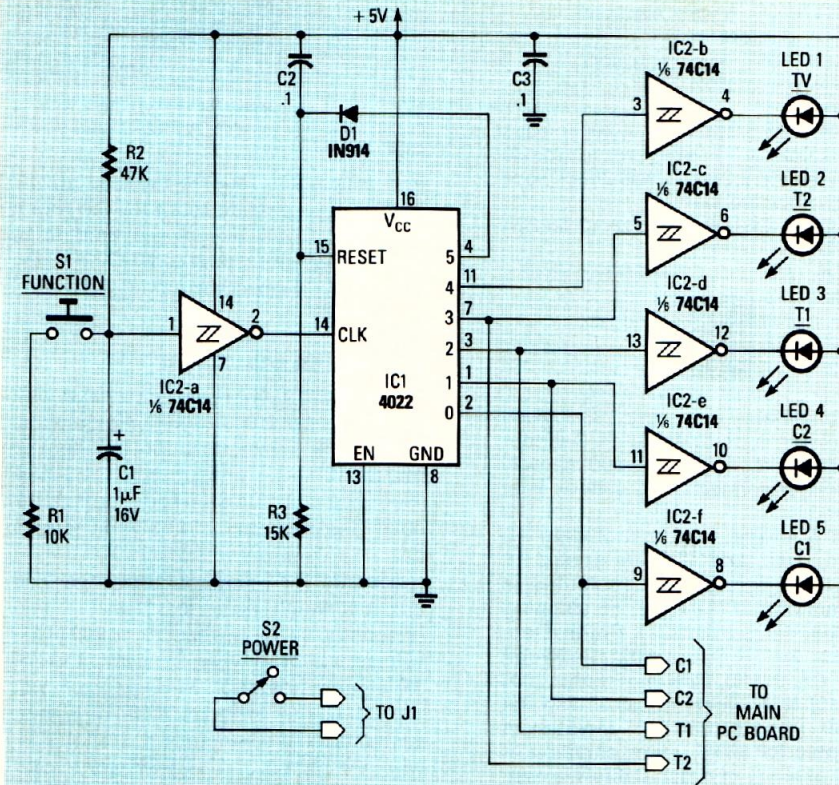 + 5V
C2
.1
C3
.1
D1
IN914
R2
47K
S1
FUNCTION
1
14
2
7
IC2-a
⅙ 74C14
C1
1µF
16V
+
R1
10K
R3
15K
16
VCC
15 RESET
14 CLK
IC1
4022
EN
13
GND
8
5 4
4 11
3 7
2 3
1 1
0 2
IC2-b
⅙ 74C14
3
4
LED 1
TV
IC2-c
⅙ 74C14
5
6
LED 2
T2
IC2-d
⅙ 74C14
13
12
LED 3
T1
IC2-e
⅙ 74C14
11
10
LED 4
C2
IC2-f
⅙ 74C14
9
8
LED 5
C1
S2
POWER
TO J1
C1
C2
T1
T2
TO
MAIN
PC BOARD